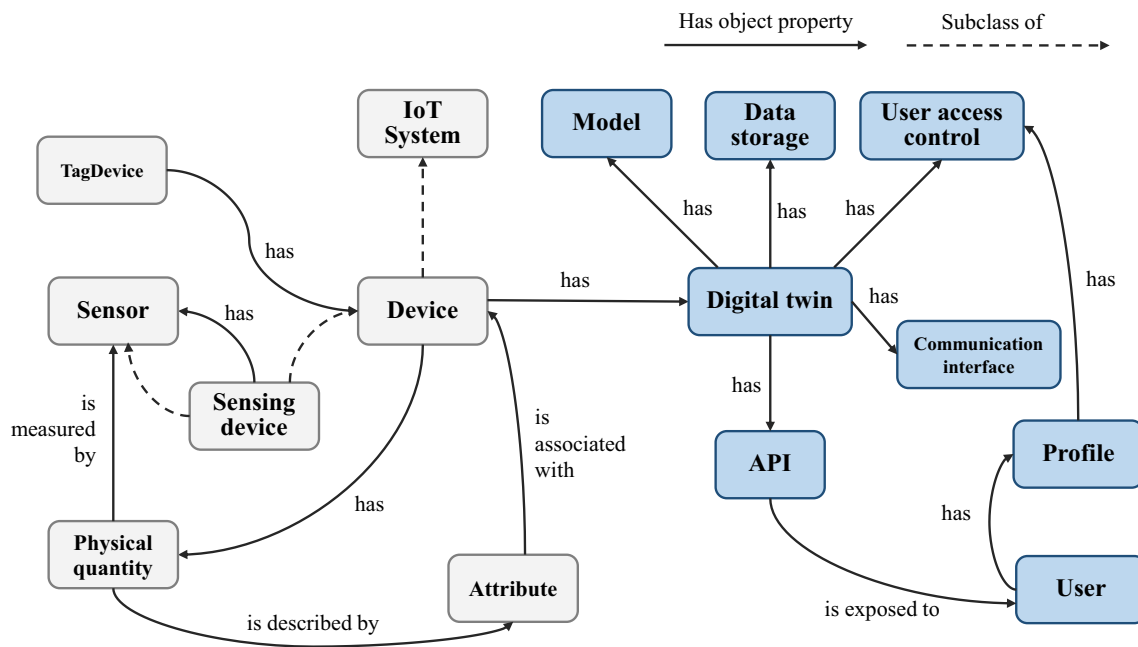 Has object property
Subclass of
IoT
System
Model
Data
storage
User access
control
TagDevice
has
has
has
has
has
has
has
Sensor
has
Device
Digital twin
has
Communication
interface
Sensing
device
is
measured
by
is
associated
with
has
API
Profile
has
has
Physical
quantity
Attribute
User
is described by
is exposed to